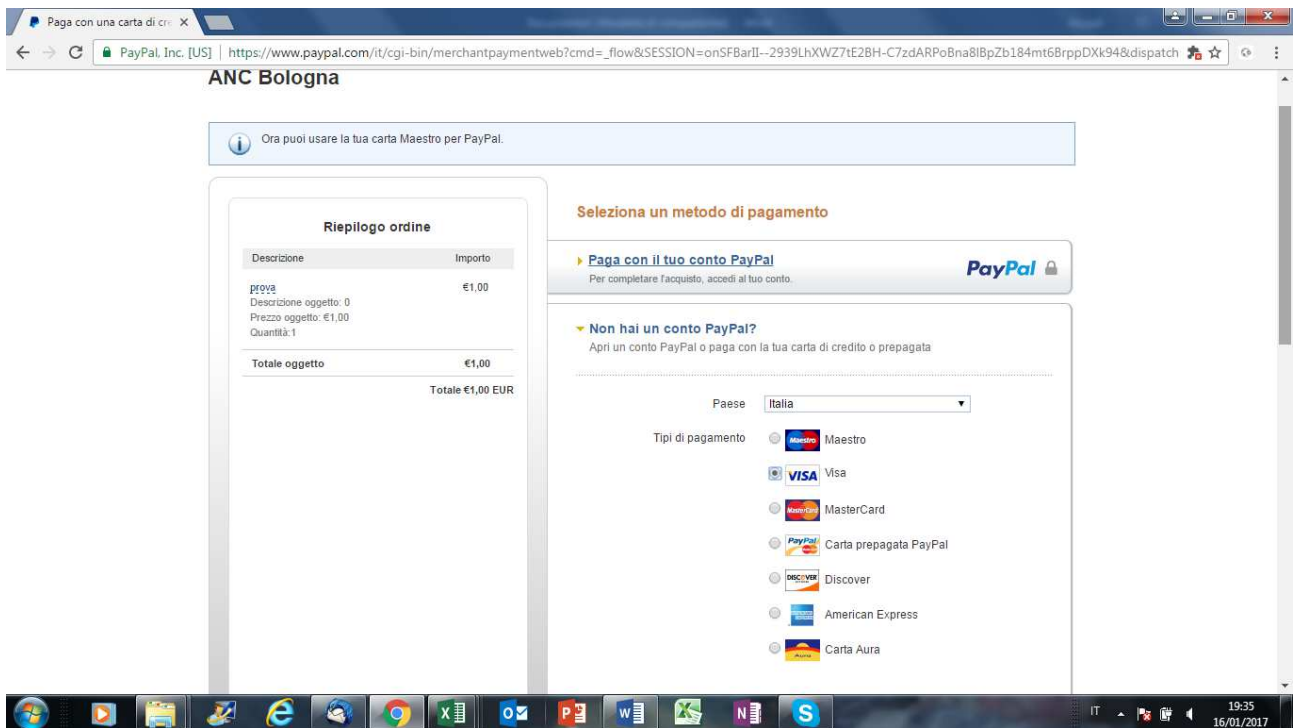 Paga con una carta di cre
PayPal, Inc. [US] | https://www.paypal.com/it/cgi-bin/merchantpaymentweb?cmd=_flow&SESSION=onSFBarII--2939LhXWZ7tE2BH-C7zdARPoBna8lBpZb184mt6BrppDXk94&dispatch
ANC Bologna
Ora puoi usare la tua carta Maestro per PayPal.
Riepilogo ordine
Descrizione Importo
prova €1,00
Descrizione oggetto: 0
Prezzo oggetto: €1,00
Quantità:1
Totale oggetto €1,00
Totale €1,00 EUR
Seleziona un metodo di pagamento
Paga con il tuo conto PayPal
PayPal
Per completare l'acquisto, accedi al tuo conto.
Non hai un conto PayPal?
Apri un conto PayPal o paga con la tua carta di credito o prepagata
Paese Italia
Tipi di pagamento Maestro Maestro
VISA Visa
MasterCard MasterCard
PayPal Carta prepagata PayPal
DISCOVER Discover
American Express
Aura Carta Aura
IT 19:35
16/01/2017